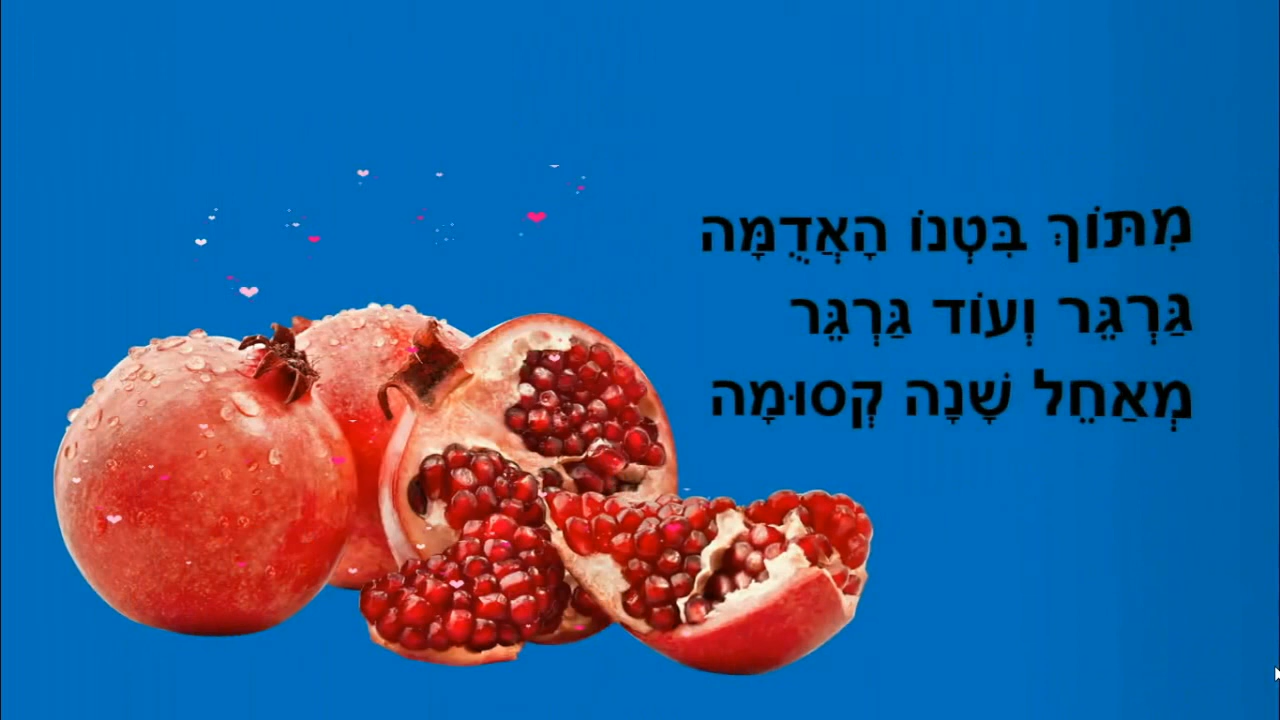 מִתּוֹךְ בִּטְנוֹ הָאֲדֻמָּה
גַּרְגֵּר וְעוֹד גַּרְגֵּר
מְאַחֵל שָׁנָה קְסוּמָה